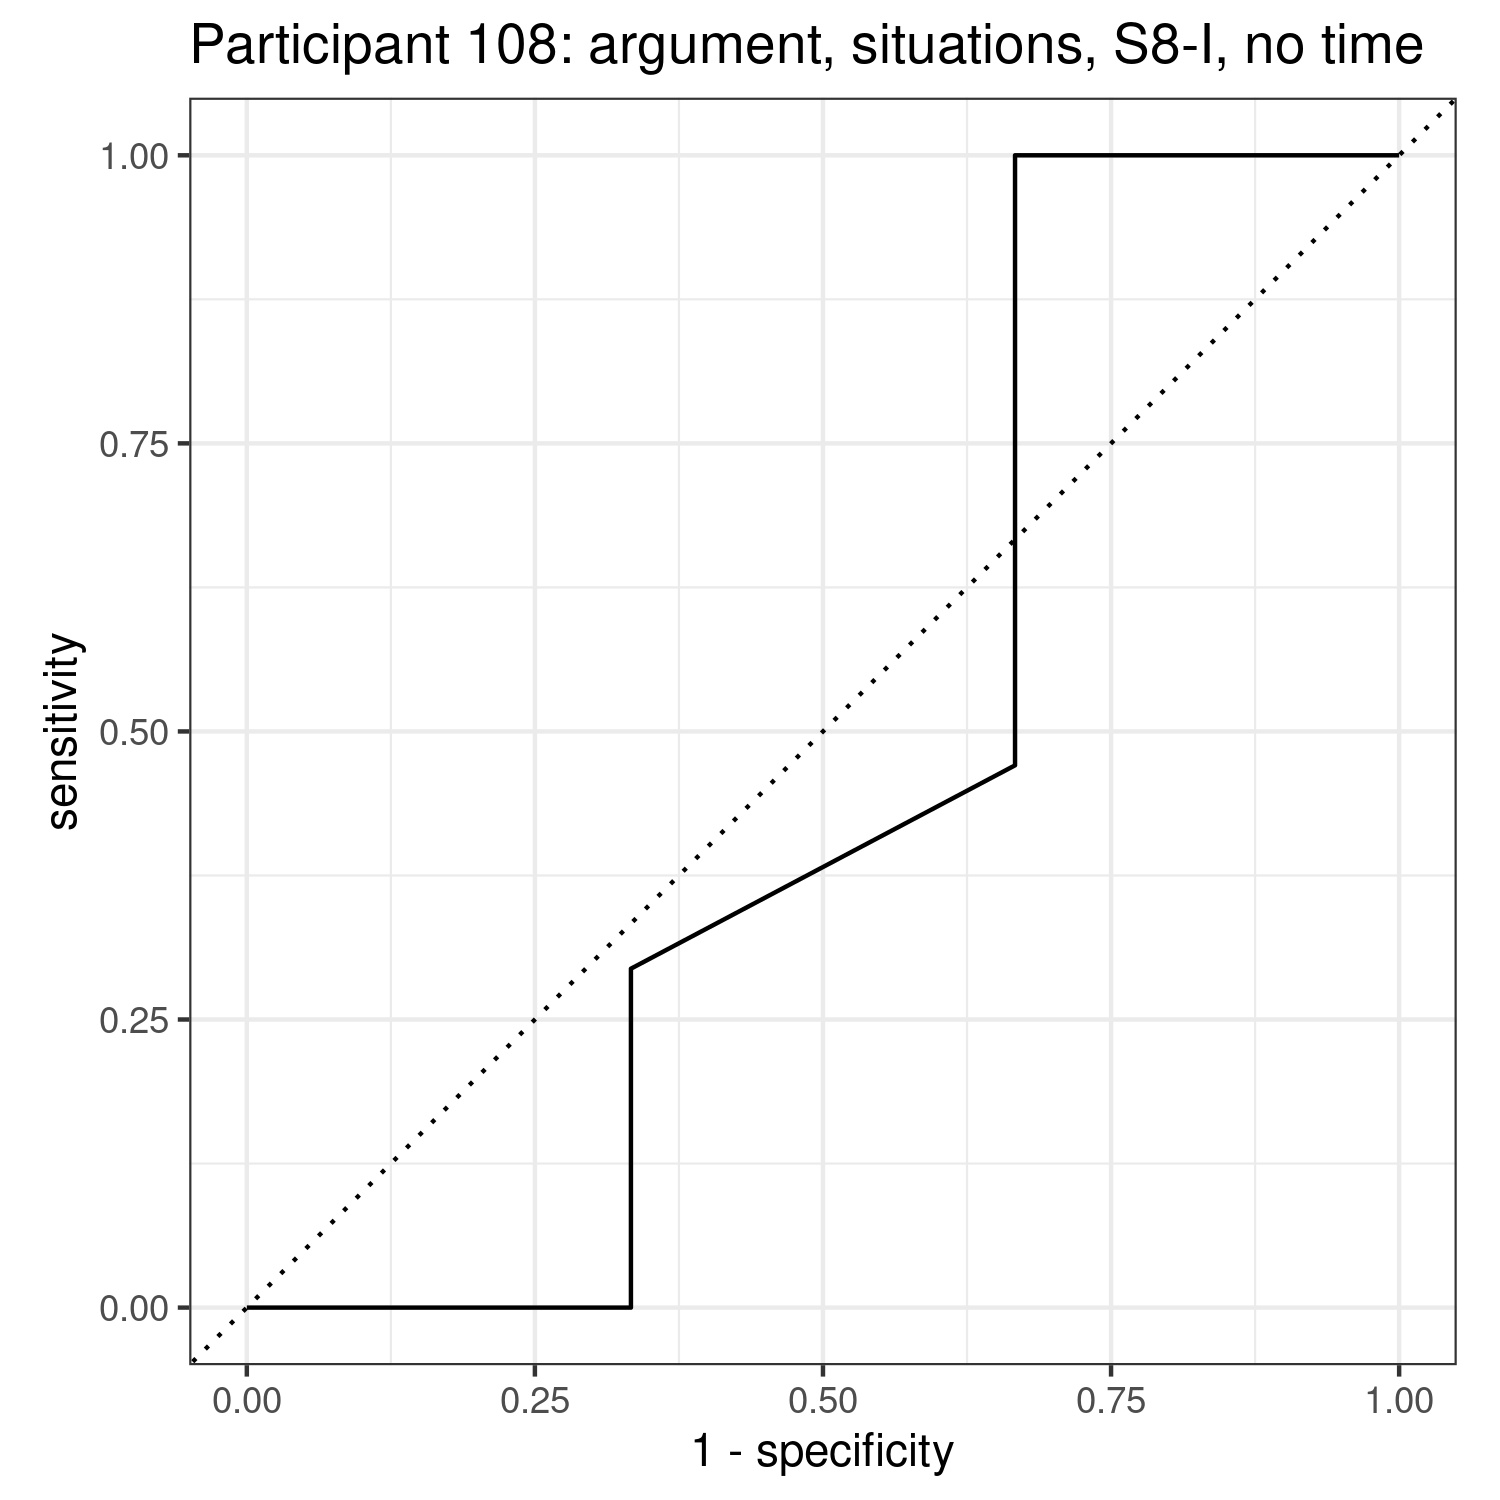 Participant 108: argument, situations, S8-I, no time
1.00
0.75
0.50
0.25
0.00
sensitivity
0.00 0.25 0.50 0.75 1.00
1 - specificity